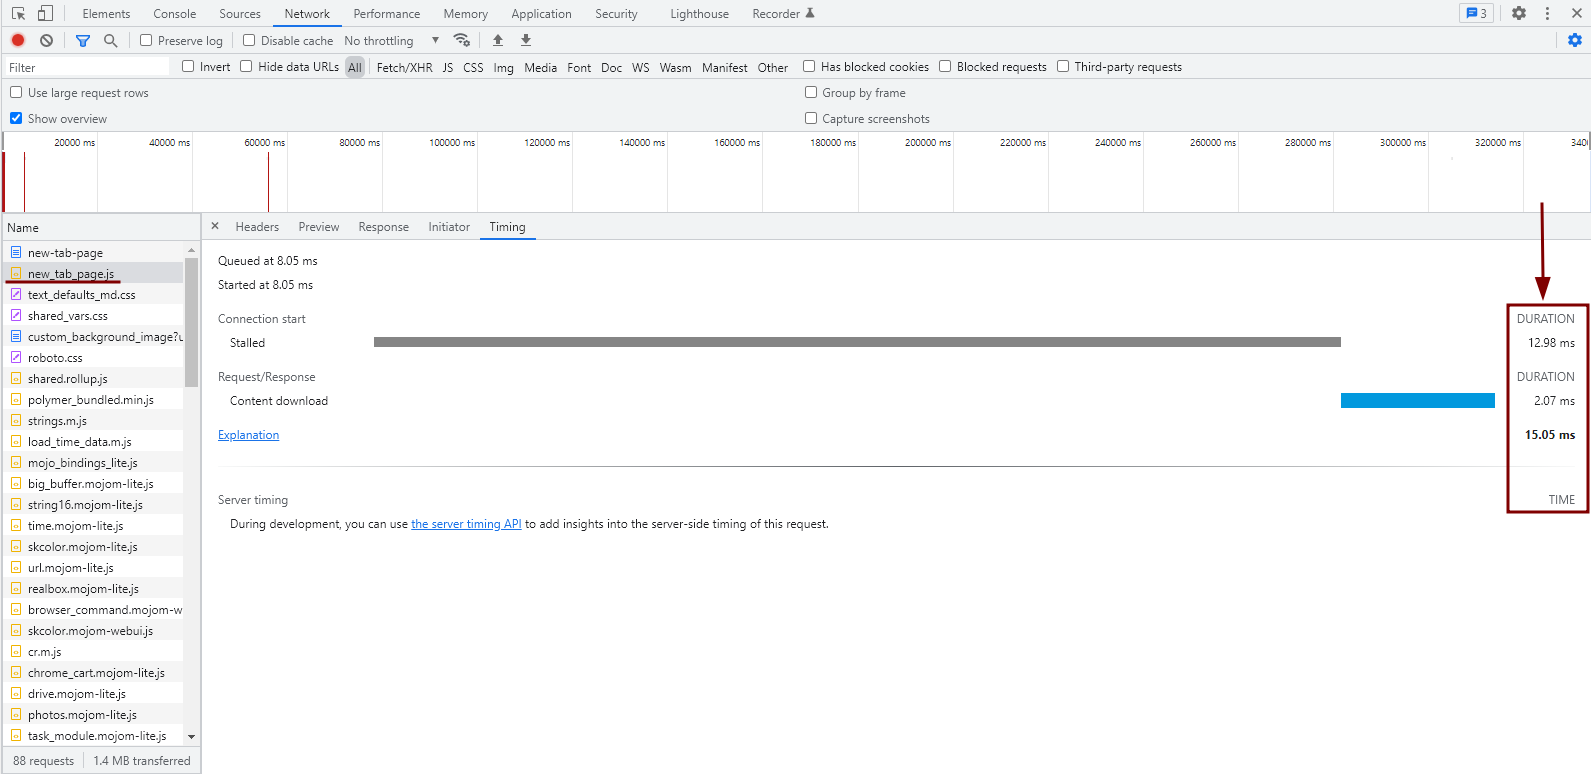 Elements Console Sources Network Performance Memory Application Security Lighthouse Recorder 3
Preserve log Disable cache No throttling
Filter Invert Hide data URLs All Fetch/XHR JS CSS Img Media Font Doc WS Wasm Manifest Other Has blocked cookies Blocked requests Third-party requests
Use large request rows Group by frame
Show overview Capture screenshots
20000 ms 40000 ms 60000 ms 80000 ms 100000 ms 120000 ms 140000 ms 160000 ms 180000 ms 200000 ms 220000 ms 240000 ms 260000 ms 280000 ms 300000 ms 320000 ms 340
Name
new-tab-page
new_tab_page.js
text_defaults_md.css
shared_vars.css
custom_background_image?u
roboto.css
shared.rollup.js
polymer_bundled.min.js
strings.m.js
load_time_data.m.js
mojo_bindings_lite.js
big_buffer.mojom-lite.js
string16.mojom-lite.js
time.mojom-lite.js
skcolor.mojom-lite.js
url.mojom-lite.js
realbox.mojom-lite.js
browser_command.mojom-w
skcolor.mojom-webui.js
cr.m.js
chrome_cart.mojom-lite.js
drive.mojom-lite.js
photos.mojom-lite.js
task_module.mojom-lite.js
88 requests 1.4 MB transferred
Headers Preview Response Initiator Timing
Queued at 8.05 ms
Started at 8.05 ms
Connection start DURATION
Stalled 12.98 ms
Request/Response DURATION
Content download 2.07 ms
Explanation 15.05 ms
Server timing TIME
During development, you can use the server timing API to add insights into the server-side timing of this request.